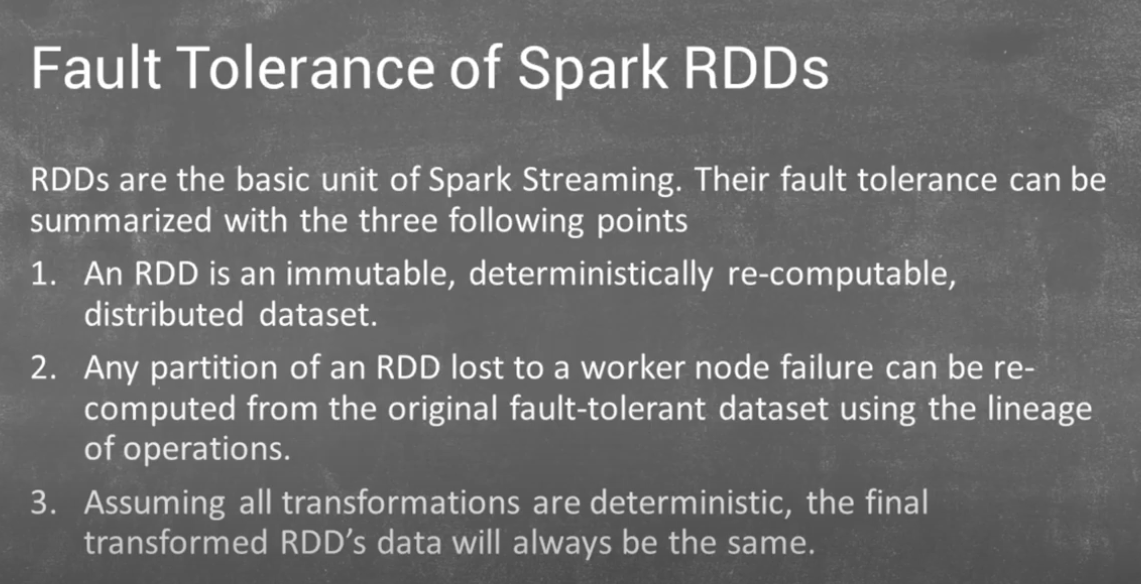 Fault Tolerance of Spark RDDs
RDDs are the basic unit of Spark Streaming. Their fault tolerance can be
summarized with the three following points
1. An RDD is an immutable, deterministically re-computable,
distributed dataset.
2. Any partition of an RDD lost to a worker node failure can be re-
computed from the original fault-tolerant dataset using the lineage
of operations.
3. Assuming all transformations are deterministic, the final
transformed RDD’s data will always be the same.